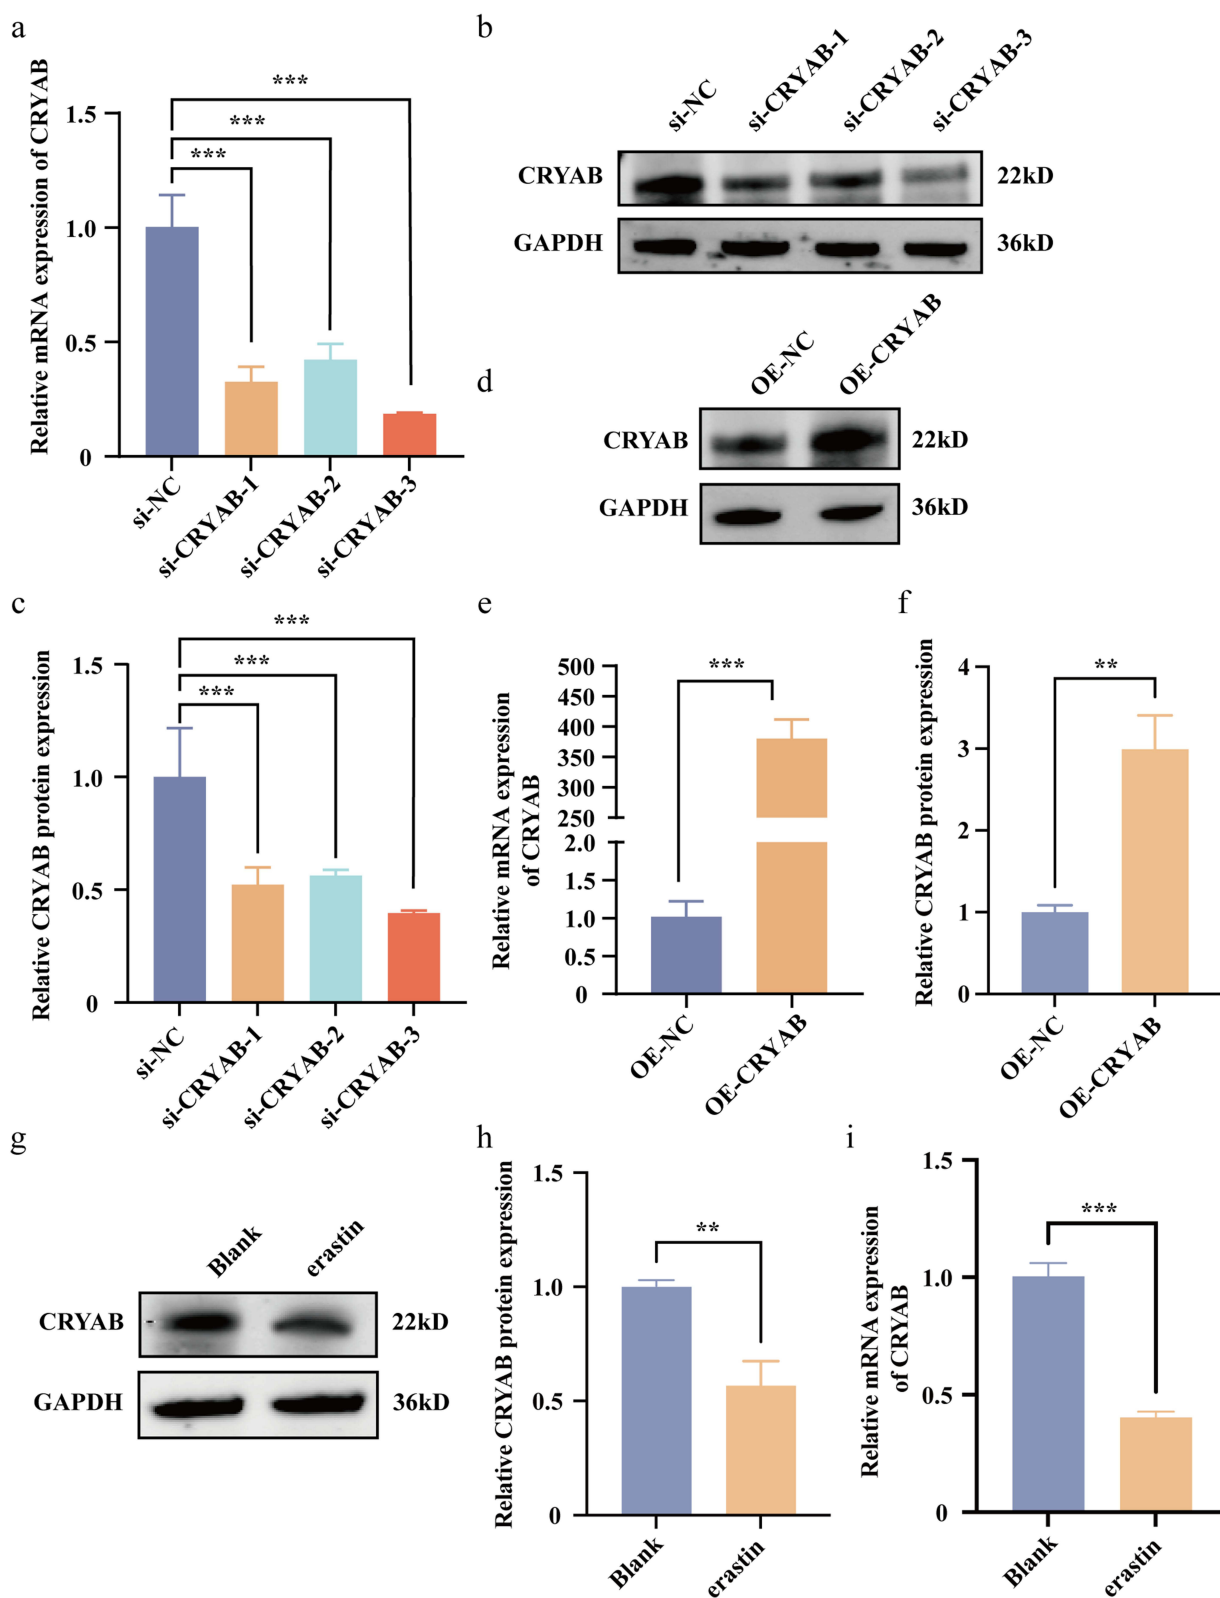 a
Relative mRNA expression of CRYAB
1.5
1.0
0.5
0
***
***
***
si-NC
si-CRYAB-1
si-CRYAB-2
si-CRYAB-3
b
si-NC
si-CRYAB-1
si-CRYAB-2
si-CRYAB-3
CRYAB
22kD
GAPDH
36kD
d
OE-NC
OE-CRYAB
CRYAB
22kD
GAPDH
36kD
c
Relative CRYAB protein expression
1.5
1.0
0.5
0
***
***
***
si-NC
si-CRYAB-1
si-CRYAB-2
si-CRYAB-3
e
Relative mRNA expression
of CRYAB
500
450
400
350
300
250
2.0
1.5
1.0
0.5
0
***
OE-NC
OE-CRYAB
f
Relative CRYAB protein expression
4
3
2
1
0
**
OE-NC
OE-CRYAB
g
Blank
erastin
CRYAB
22kD
GAPDH
36kD
h
Relative CRYAB protein expression
1.5
1.0
0.5
0
**
Blank
erastin
i
Relative mRNA expression
of CRYAB
1.5
1.0
0.5
0
***
Blank
erastin